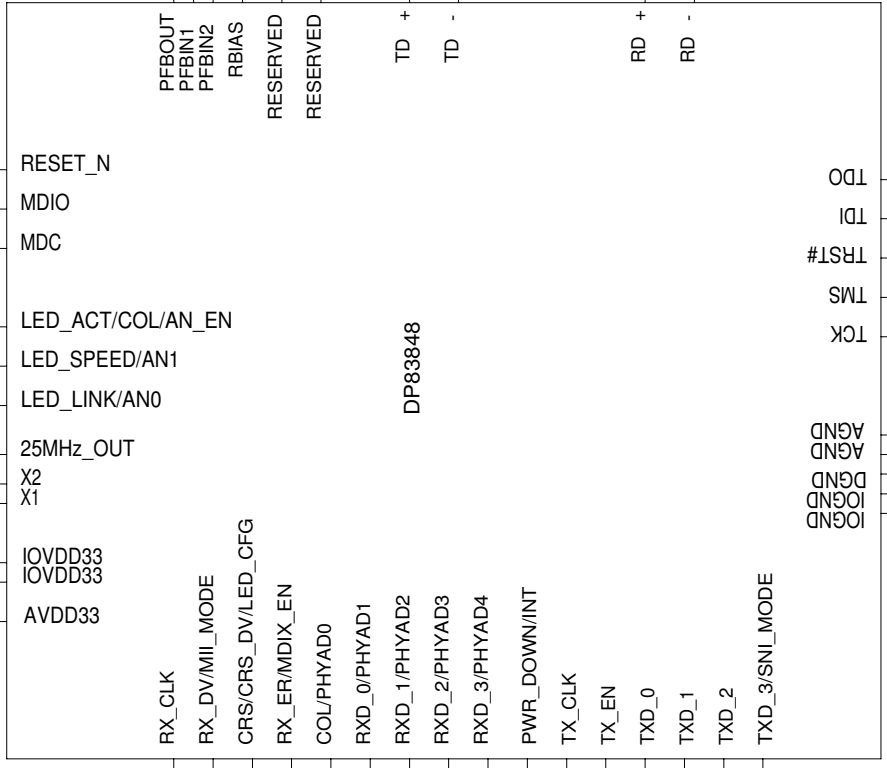 PFBOUT
PFBIN1
PFBIN2
RBIAS
RESERVED
RESERVED
TD +
TD -
RD +
RD -
RESET_N
MDIO
MDC
LED_ACT/COL/AN_EN
LED_SPEED/AN1
LED_LINK/AN0
25MHz_OUT
X2
X1
IOVDD33
IOVDD33
AVDD33
DP83848
TDO
TDI
TRST#
TMS
TCK
AGND
AGND
DGND
IOGND
IOGND
RX_CLK
RX_DV/MII_MODE
CRS/CRS_DV/LED_CFG
RX_ER/MDIX_EN
COL/PHYAD0
RXD_0/PHYAD1
RXD_1/PHYAD2
RXD_2/PHYAD3
RXD_3/PHYAD4
PWR_DOWN/INT
TX_CLK
TX_EN
TXD_0
TXD_1
TXD_2
TXD_3/SNI_MODE